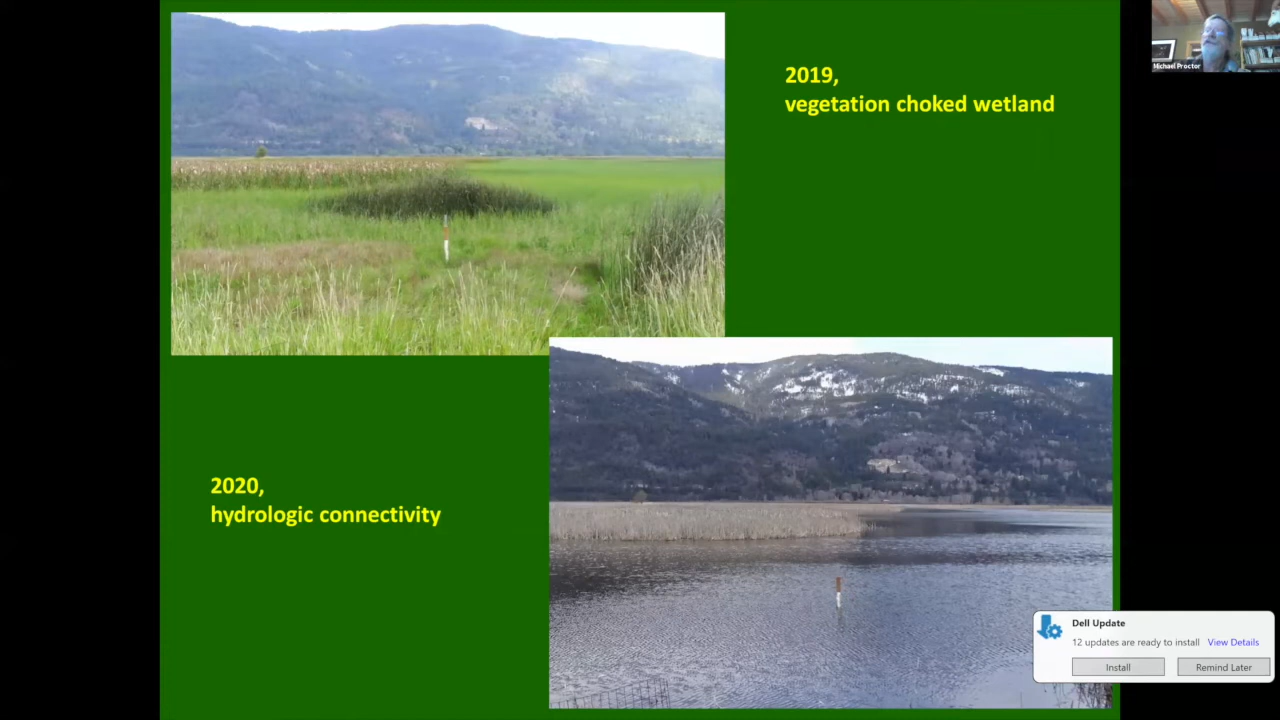 2019,
vegetation choked wetland
Michael Proctor
2020,
hydrologic connectivity
Dell Update
12 updates are ready to install View Details
Install Remind Later